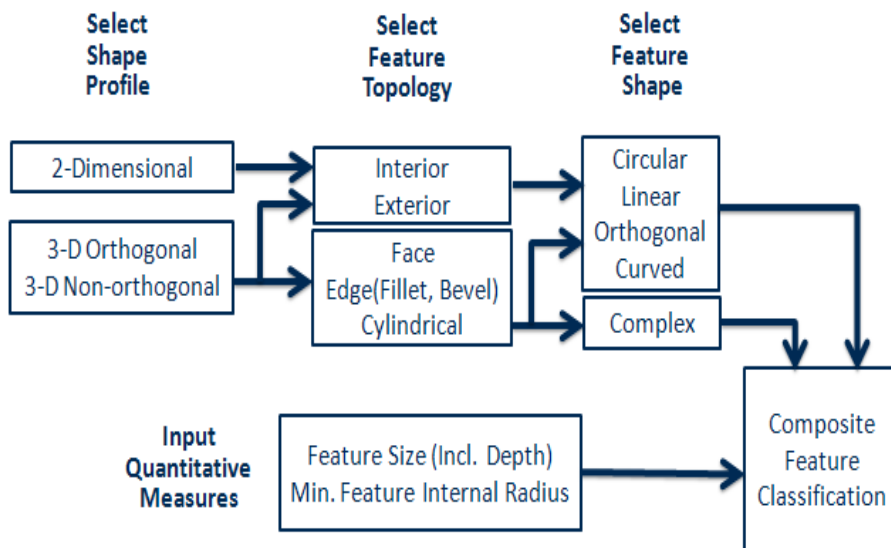 Select
Shape
Profile
Select
Feature
Topology
Select
Feature
Shape
2-Dimensional
3-D Orthogonal
3-D Non-orthogonal
Interior
Exterior
Face
Edge(Fillet, Bevel)
Cylindrical
Circular
Linear
Orthogonal
Curved
Complex
Input
Quantitative
Measures
Feature Size (Incl. Depth)
Min. Feature Internal Radius
Composite
Feature
Classification